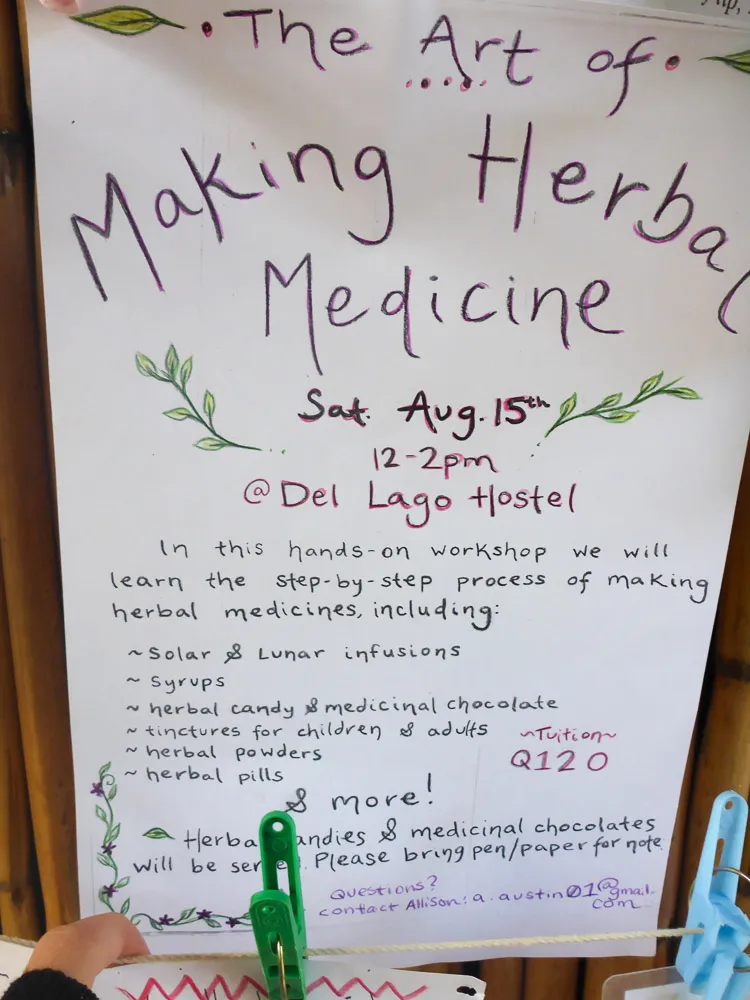 • The Art of •
Making Herbal
Medicine
Sat. Aug. 15th
12-2pm
@ Del Lago Hostel
In this hands-on workshop we will
learn the step-by-step process of making
herbal medicines, including:
~ Solar & Lunar infusions
~ Syrups
~ herbal candy & medicinal chocolate
~ tinctures for children & adults
~ herbal powders
~ herbal pills
& more!
~Tuition~
Q120
Herba andies & medicinal chocolates
will be ser . Please bring pen/paper for note
Questions?
contact Allison: a.austin01@gmail.
com